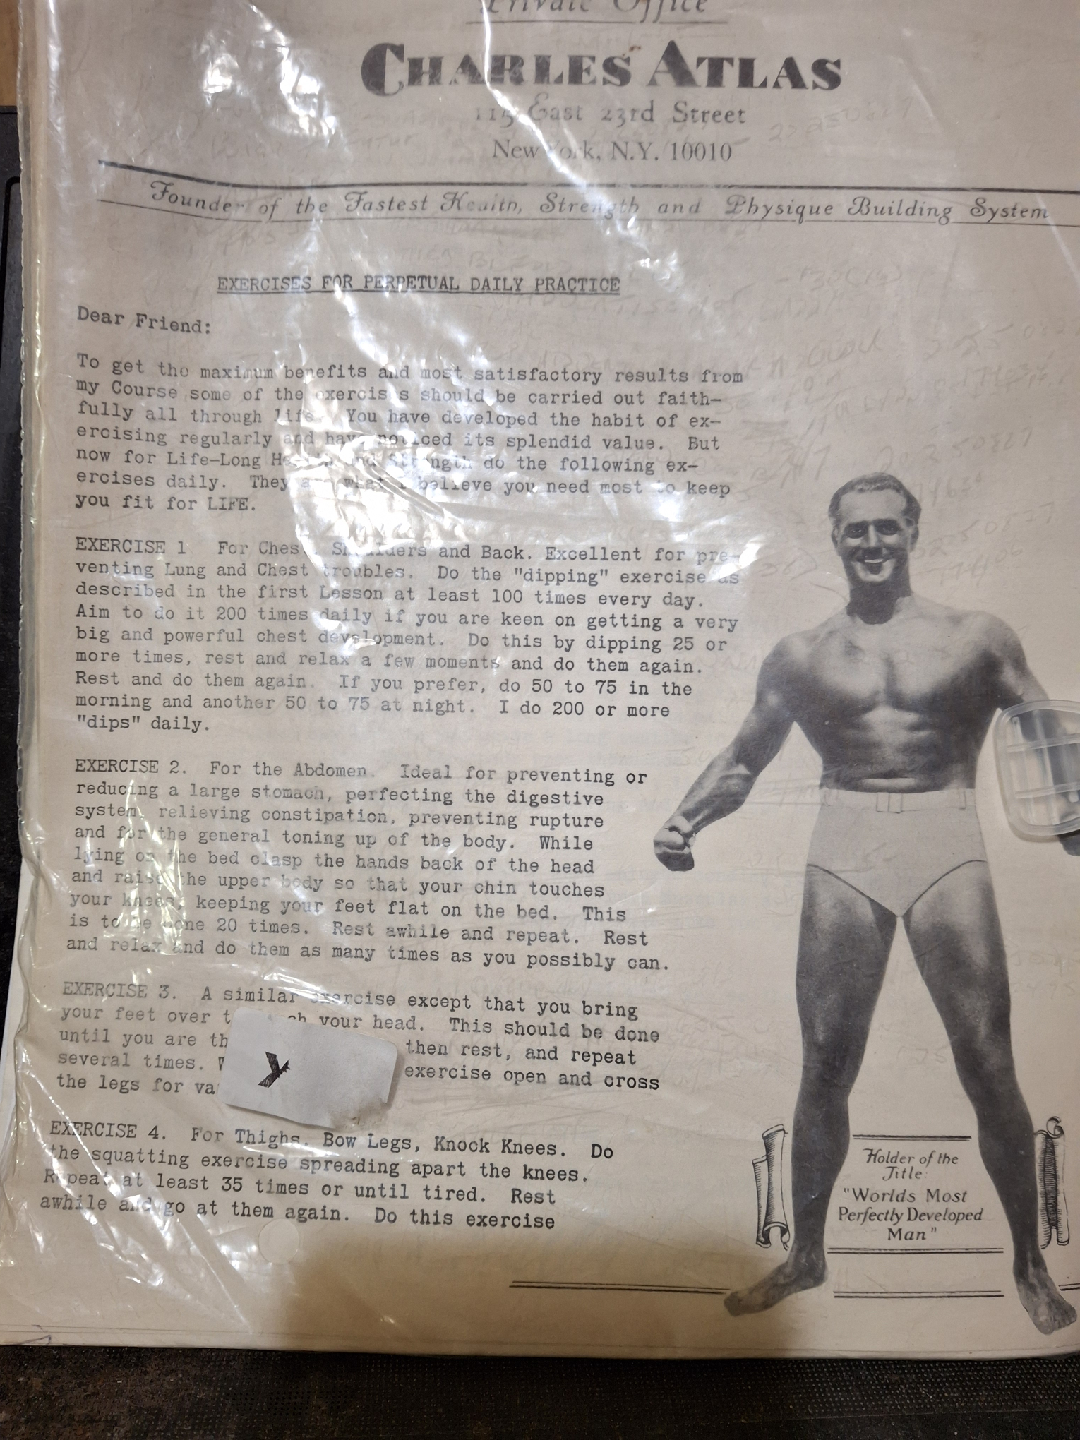 Private Office
CHARLES ATLAS
115 East 23rd Street
New York, N.Y. 10010
Founder of the Fastest Health, Strength and Physique Building System
EXERCISES FOR PERPETUAL DAILY PRACTICE
Dear Friend:
To get the maximum benefits and most satisfactory results from
my Course some of the exercises should be carried out faith-
fully all through life. You have developed the habit of ex-
ercising regularly and have noticed its splendid value. But
now for Life-Long Health and Strength do the following ex-
ercises daily. They are what I believe you need most to keep
you fit for LIFE.
EXERCISE 1 For Chest, Shoulders and Back. Excellent for pre-
venting Lung and Chest troubles. Do the "dipping" exercise as
described in the first Lesson at least 100 times every day.
Aim to do it 200 times daily if you are keen on getting a very
big and powerful chest development. Do this by dipping 25 or
more times, rest and relax a few moments and do them again.
Rest and do them again. If you prefer, do 50 to 75 in the
morning and another 50 to 75 at night. I do 200 or more
"dips" daily.
EXERCISE 2. For the Abdomen. Ideal for preventing or
reducing a large stomach, perfecting the digestive
system, relieving constipation, preventing rupture
and for the general toning up of the body. While
lying on the bed clasp the hands back of the head
and raise the upper body so that your chin touches
your knees, keeping your feet flat on the bed. This
is to be done 20 times. Rest awhile and repeat. Rest
and relax and do them as many times as you possibly can.
EXERCISE 3. A similar exercise except that you bring
your feet over your head. This should be done
until you are then rest, and repeat
several times. exercise open and cross
the legs for
EXERCISE 4. For Thighs, Bow Legs, Knock Knees. Do
the squatting exercise spreading apart the knees.
Repeat at least 35 times or until tired. Rest
awhile and go at them again. Do this exercise
Holder of the
Title:
"Worlds Most
Perfectly Developed
Man"